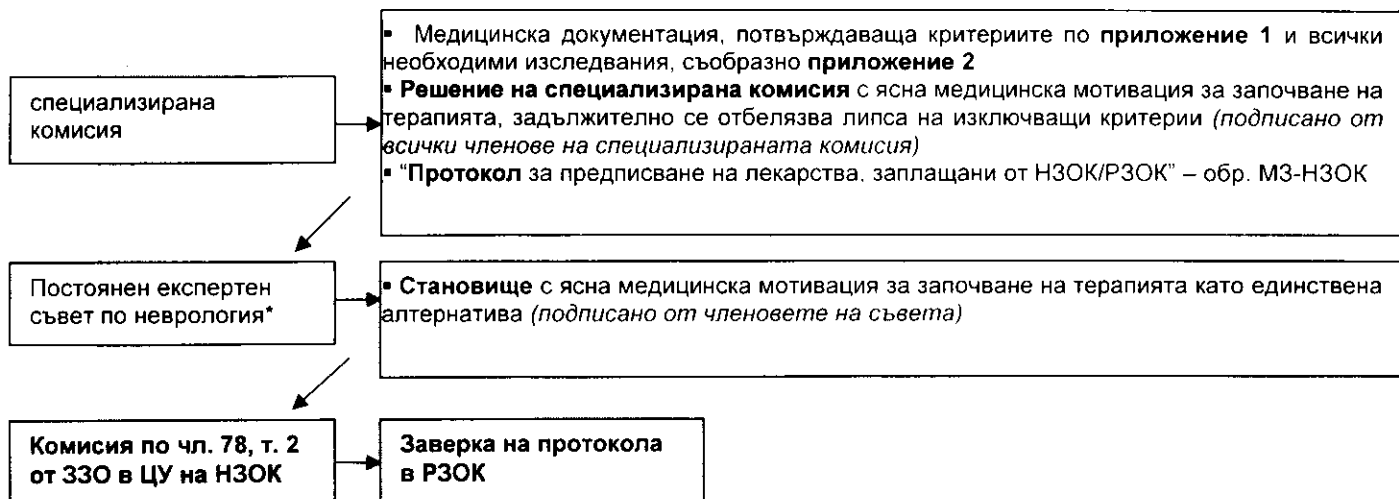 специализирана
комисия
▪ Медицинска документация, потвърждаваща критериите по приложение 1 и всички
необходими изследвания, съобразно приложение 2
▪ Решение на специализирана комисия с ясна медицинска мотивация за започване на
терапията, задължително се отбелязва липса на изключващи критерии (подписано от
всички членове на специализираната комисия)
▪ "Протокол за предписване на лекарства, заплащани от НЗОК/РЗОК" – обр. МЗ-НЗОК
Постоянен експертен
съвет по неврология*
▪ Становище с ясна медицинска мотивация за започване на терапията като единствена
алтернатива (подписано от членовете на съвета)
Комисия по чл. 78, т. 2
от ЗЗО в ЦУ на НЗОК
Заверка на протокола
в РЗОК